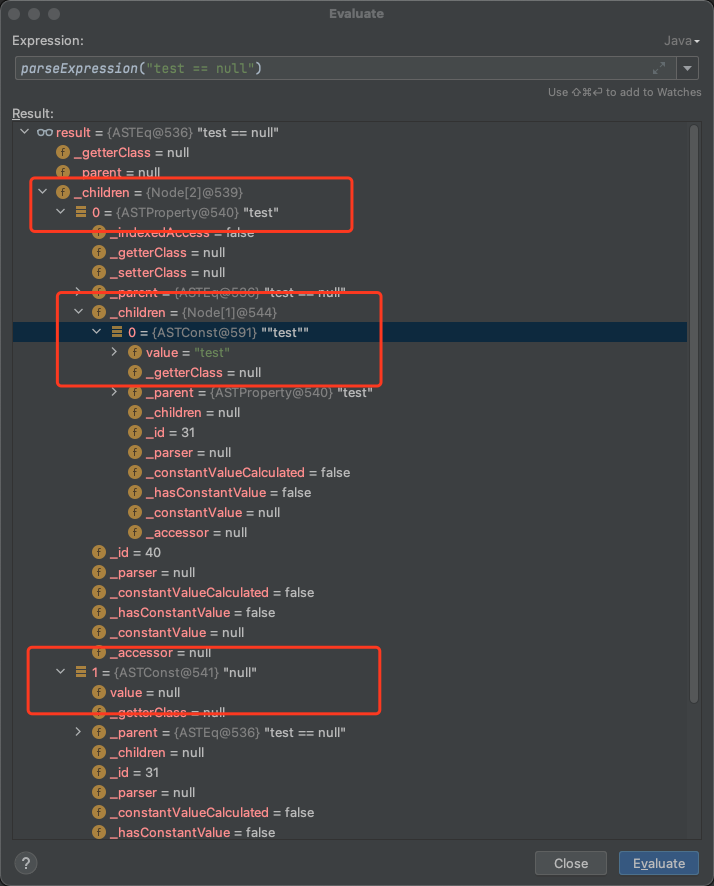 Evaluate
Expression:
Java
parseExpression("test == null")
Use ⇧⌘⏎ to add to Watches
Result:
result = {ASTEq@536} "test == null"
_getterClass = null
_parent = null
_children = {Node[2]@539}
0 = {ASTProperty@540} "test"
_indexedAccess = false
_getterClass = null
_setterClass = null
_parent = {ASTEq@536} "test == null"
_children = {Node[1]@544}
0 = {ASTConst@591} ""test""
value = "test"
_getterClass = null
_parent = {ASTProperty@540} "test"
_children = null
_id = 31
_parser = null
_constantValueCalculated = false
_hasConstantValue = false
_constantValue = null
_accessor = null
_id = 40
_parser = null
_constantValueCalculated = false
_hasConstantValue = false
_constantValue = null
_accessor = null
1 = {ASTConst@541} "null"
value = null
_getterClass = null
_parent = {ASTEq@536} "test == null"
_children = null
_id = 31
_parser = null
_constantValueCalculated = false
_hasConstantValue = false
? Close Evaluate